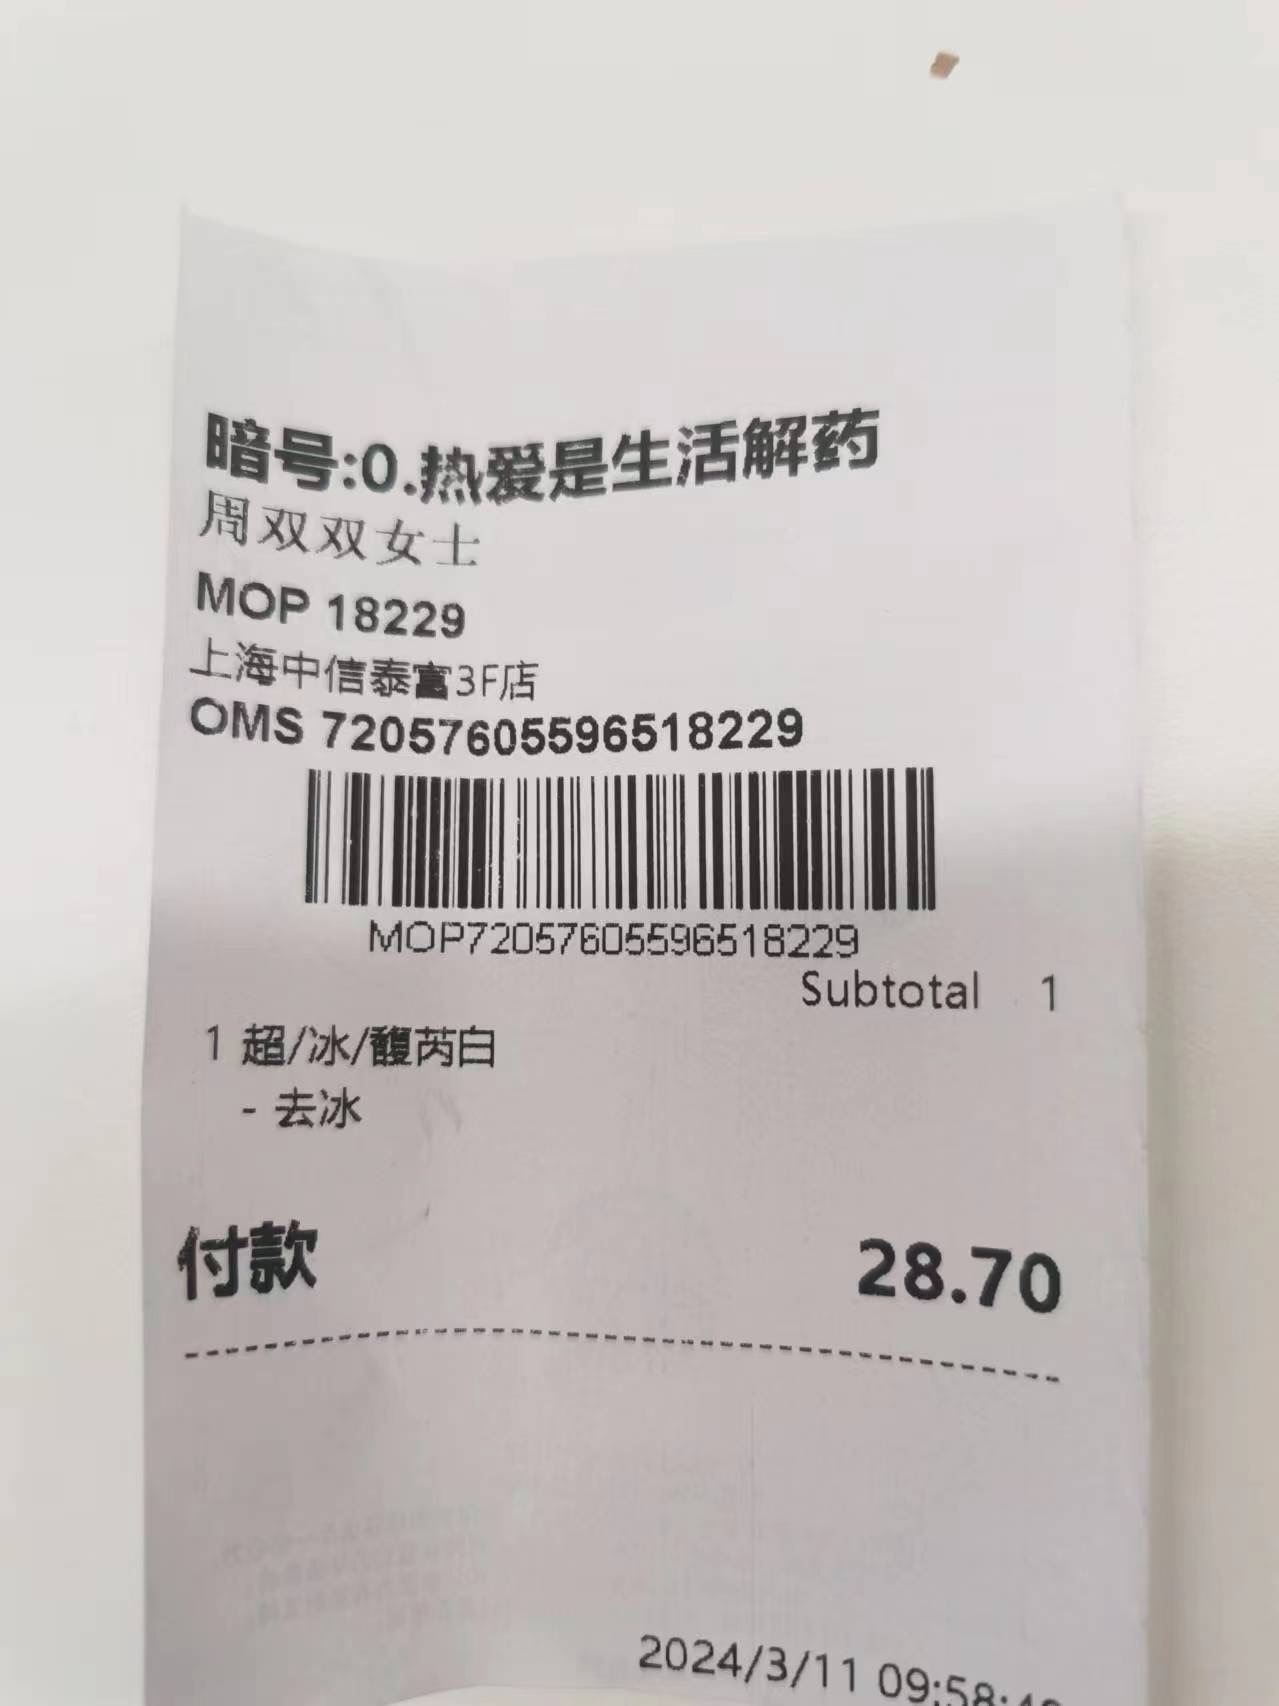 暗号:0.热爱是生活解药
周双双女士
MOP 18229
上海中信泰富3F店
OMS 72057605596518229
MOP72057605596518229
Subtotal 1
1 超/冰/馥芮白
- 去冰
付款 28.70
2024/3/11 09:58: